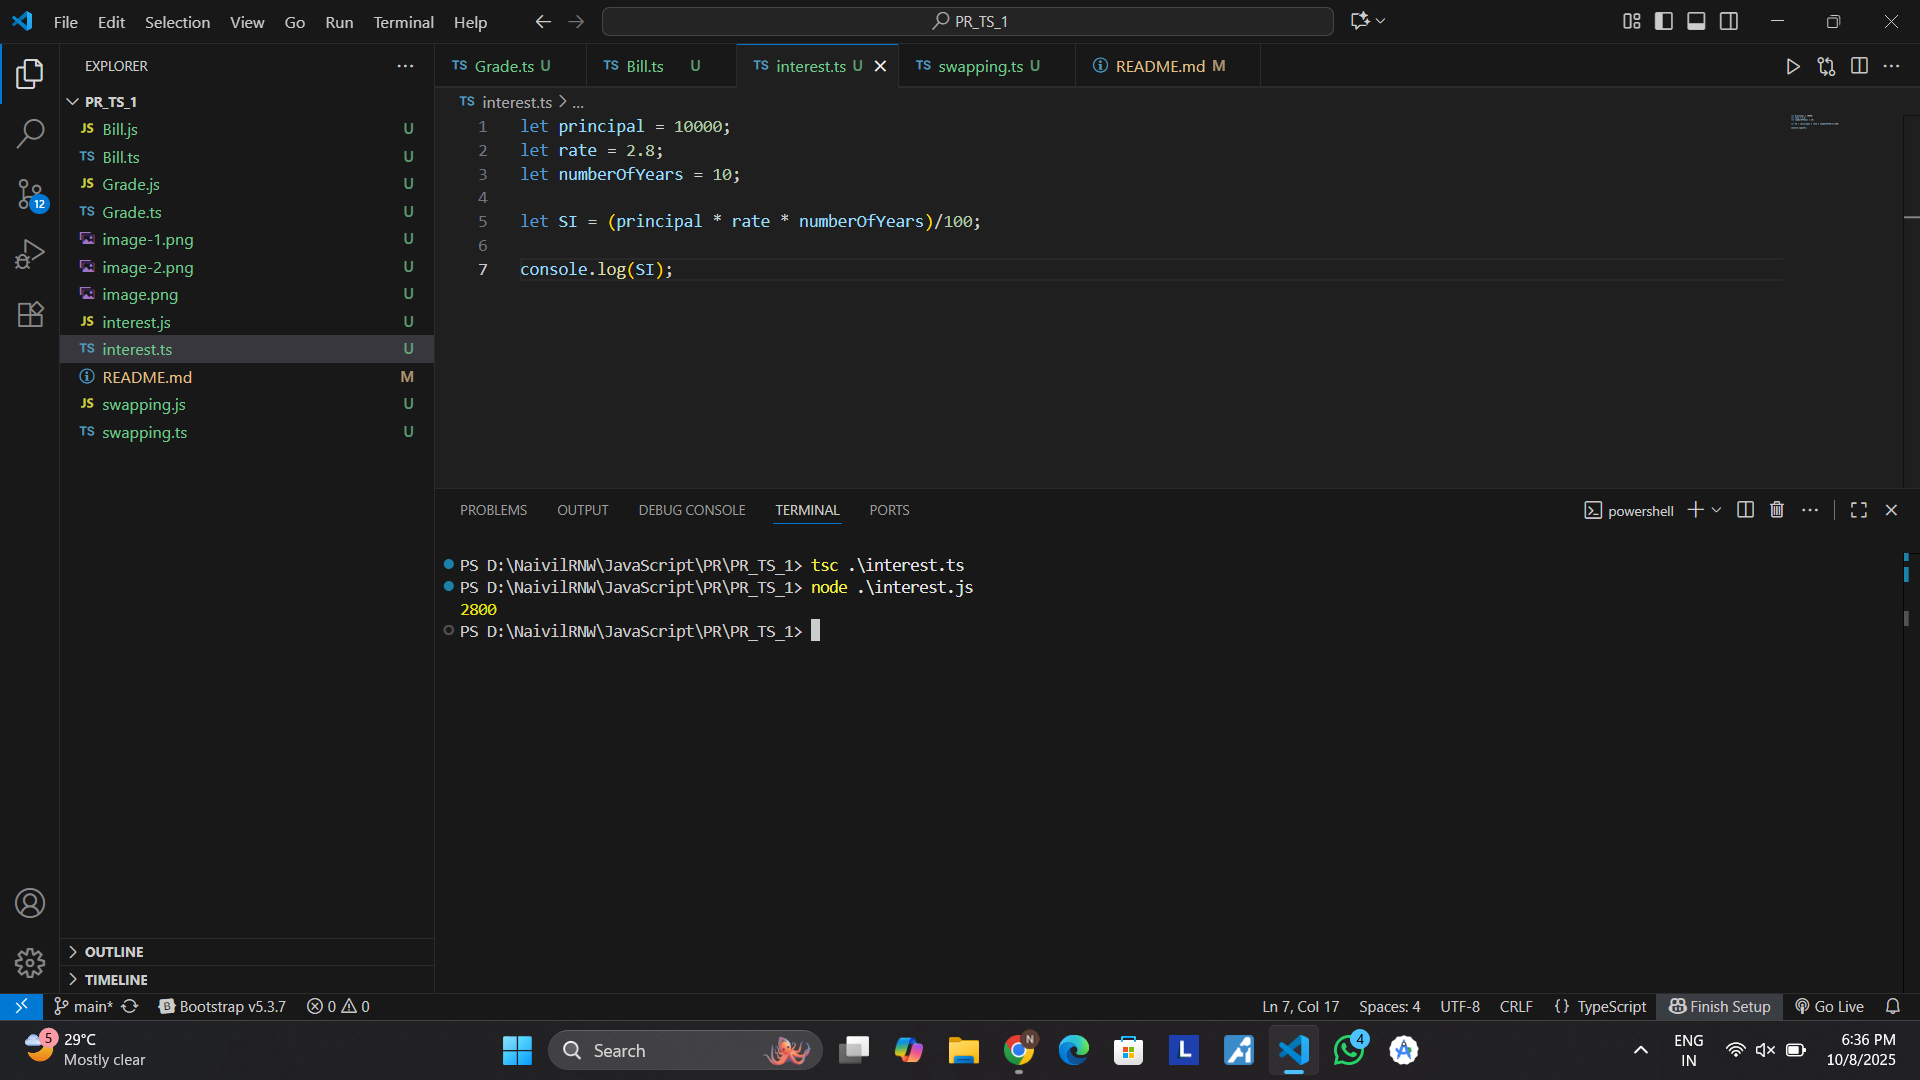 File Edit Selection View Go Run Terminal Help
PR_TS_1
EXPLORER
PR_TS_1
JS Bill.js U
TS Bill.ts U
JS Grade.js U
TS Grade.ts U
image-1.png U
image-2.png U
image.png U
JS interest.js U
TS interest.ts U
README.md M
JS swapping.js U
TS swapping.ts U
12
OUTLINE
TIMELINE
TS Grade.ts U TS Bill.ts U TS interest.ts U TS swapping.ts U README.md M
TS interest.ts > ...
1 let principal = 10000;
2 let rate = 2.8;
3 let numberOfYears = 10;
4
5 let SI = (principal * rate * numberOfYears)/100;
6
7 console.log(SI);
PROBLEMS OUTPUT DEBUG CONSOLE TERMINAL PORTS
powershell
PS D:\NaivilRNW\JavaScript\PR\PR_TS_1> tsc .\interest.ts
PS D:\NaivilRNW\JavaScript\PR\PR_TS_1> node .\interest.js
2800
PS D:\NaivilRNW\JavaScript\PR\PR_TS_1>
main* B Bootstrap v5.3.7 0 0
Ln 7, Col 17 Spaces: 4 UTF-8 CRLF {} TypeScript Finish Setup Go Live
5 29°C
Mostly clear
Search
N
L
4
ENG
IN
6:36 PM
10/8/2025